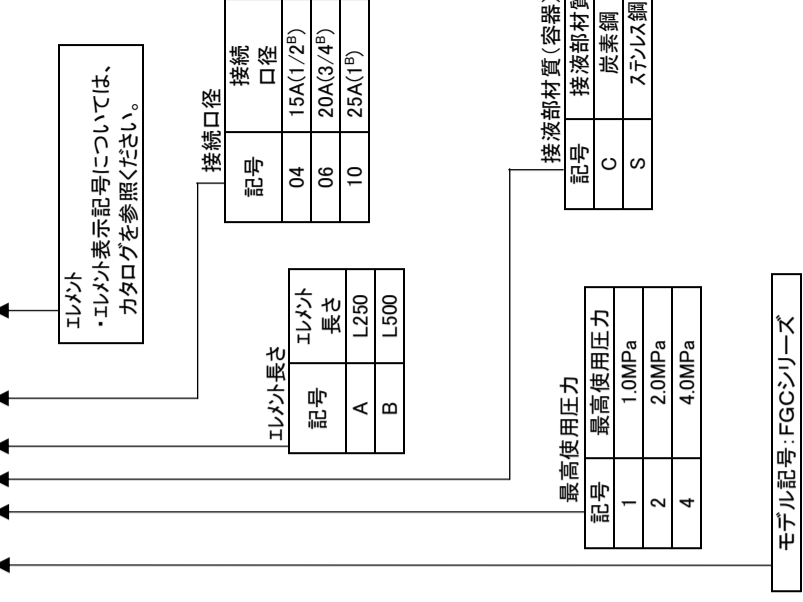 エレメント
・エレメント表示記号については、
カタログを参照ください。
接続口径
記号 接続
口径
04 15A(1/2B)
06 20A(3/4B)
10 25A(1B)
エレメント長さ
記号 エレメント
長さ
A L250
B L500
接液部材質(容器
記号 接液部材質
C 炭素鋼
S ステンレス鋼
最高使用圧力
記号 最高使用圧力
1 1.0MPa
2 2.0MPa
4 4.0MPa
モデル記号:FGCシリーズ